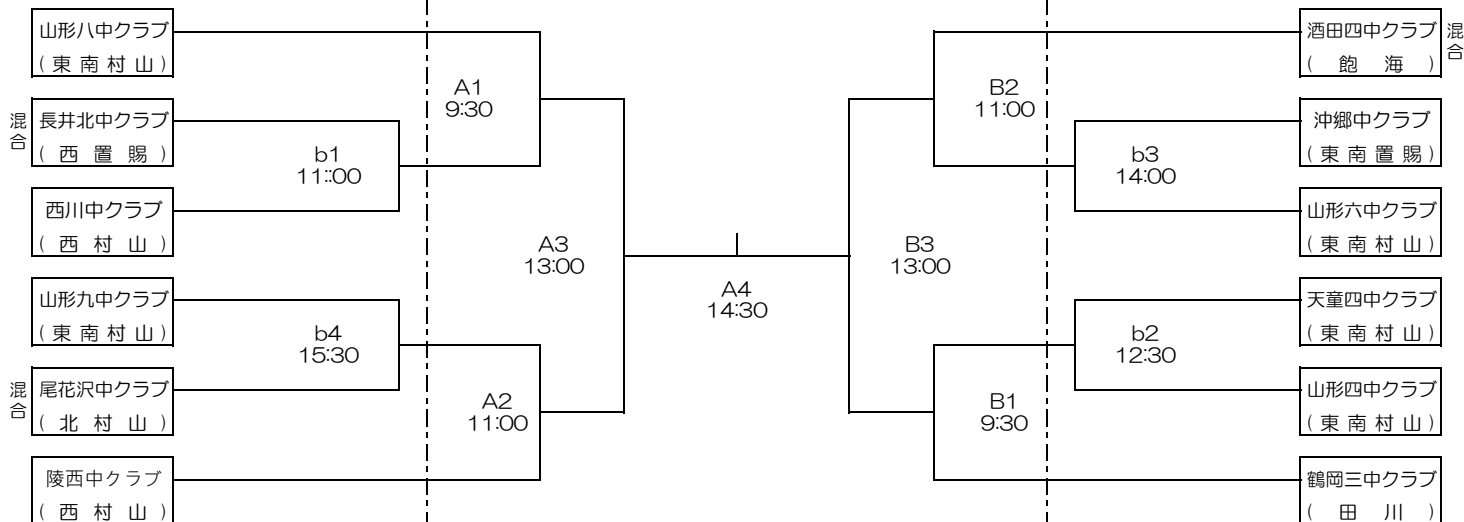 山形八中クラブ
(東南村山)
混合
長井北中クラブ
(西置賜)
西川中クラブ
(西村山)
山形九中クラブ
(東南村山)
混合
尾花沢中クラブ
(北村山)
陵西中クラブ
(西村山)
A1
9:30
b1
11::00
A3
13:00
b4
15:30
A2
11:00
A4
14:30
B2
11:00
b3
14:00
B3
13:00
b2
12:30
B1
9:30
酒田四中クラブ
(飽海)
混合
沖郷中クラブ
(東南置賜)
山形六中クラブ
(東南村山)
天童四中クラブ
(東南村山)
山形四中クラブ
(東南村山)
鶴岡三中クラブ
(田川)